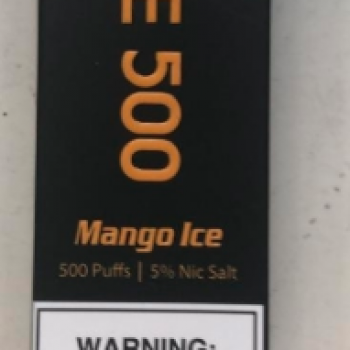 E 500
Mango Ice
500 Puffs | 5% Nic Salt
WARNING: